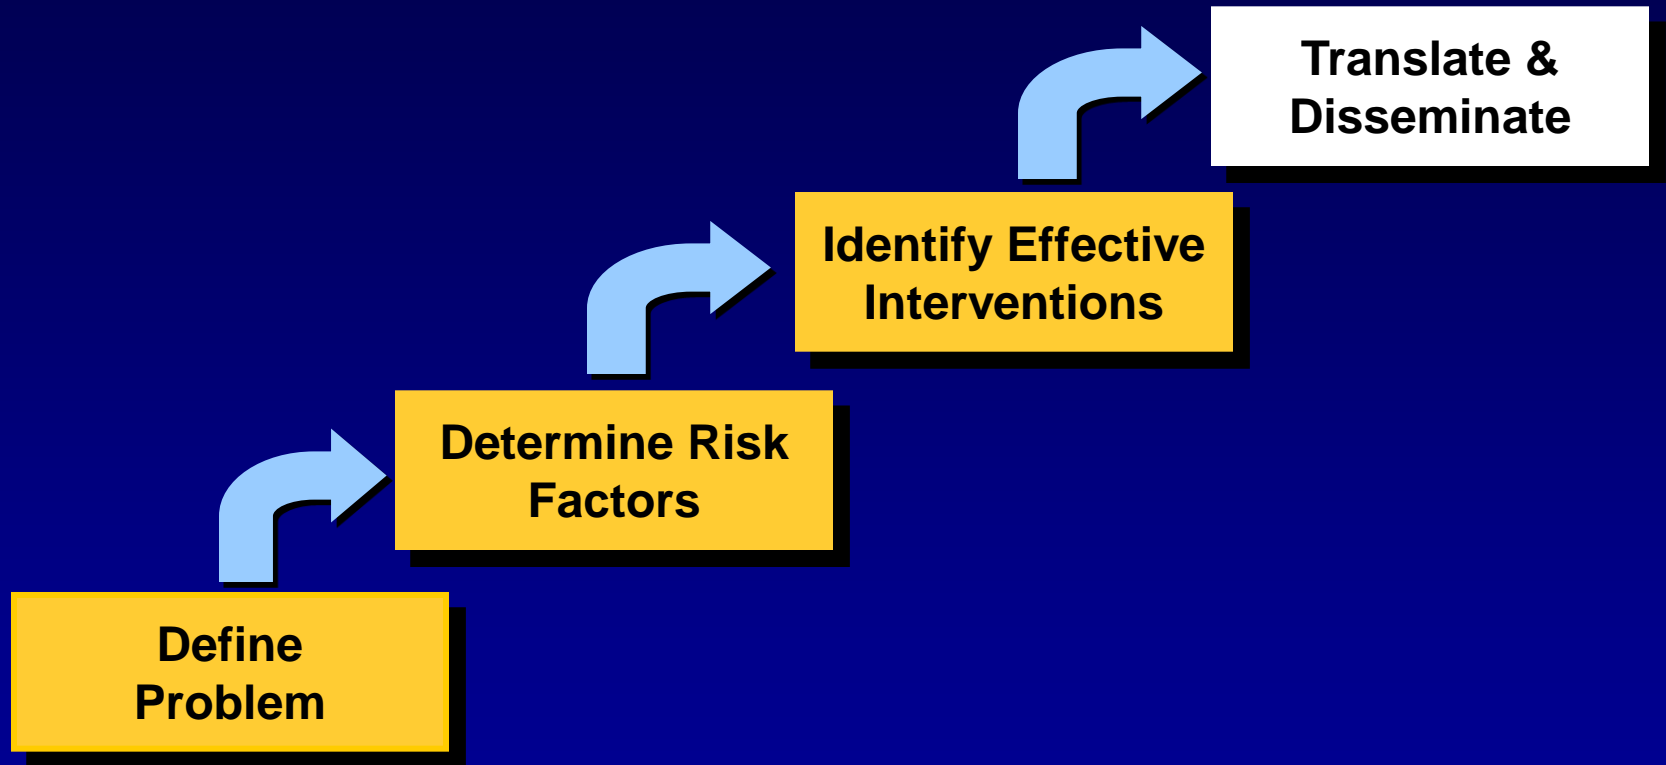 Translate &
Disseminate
Identify Effective
Interventions
Determine Risk
Factors
Define
Problem